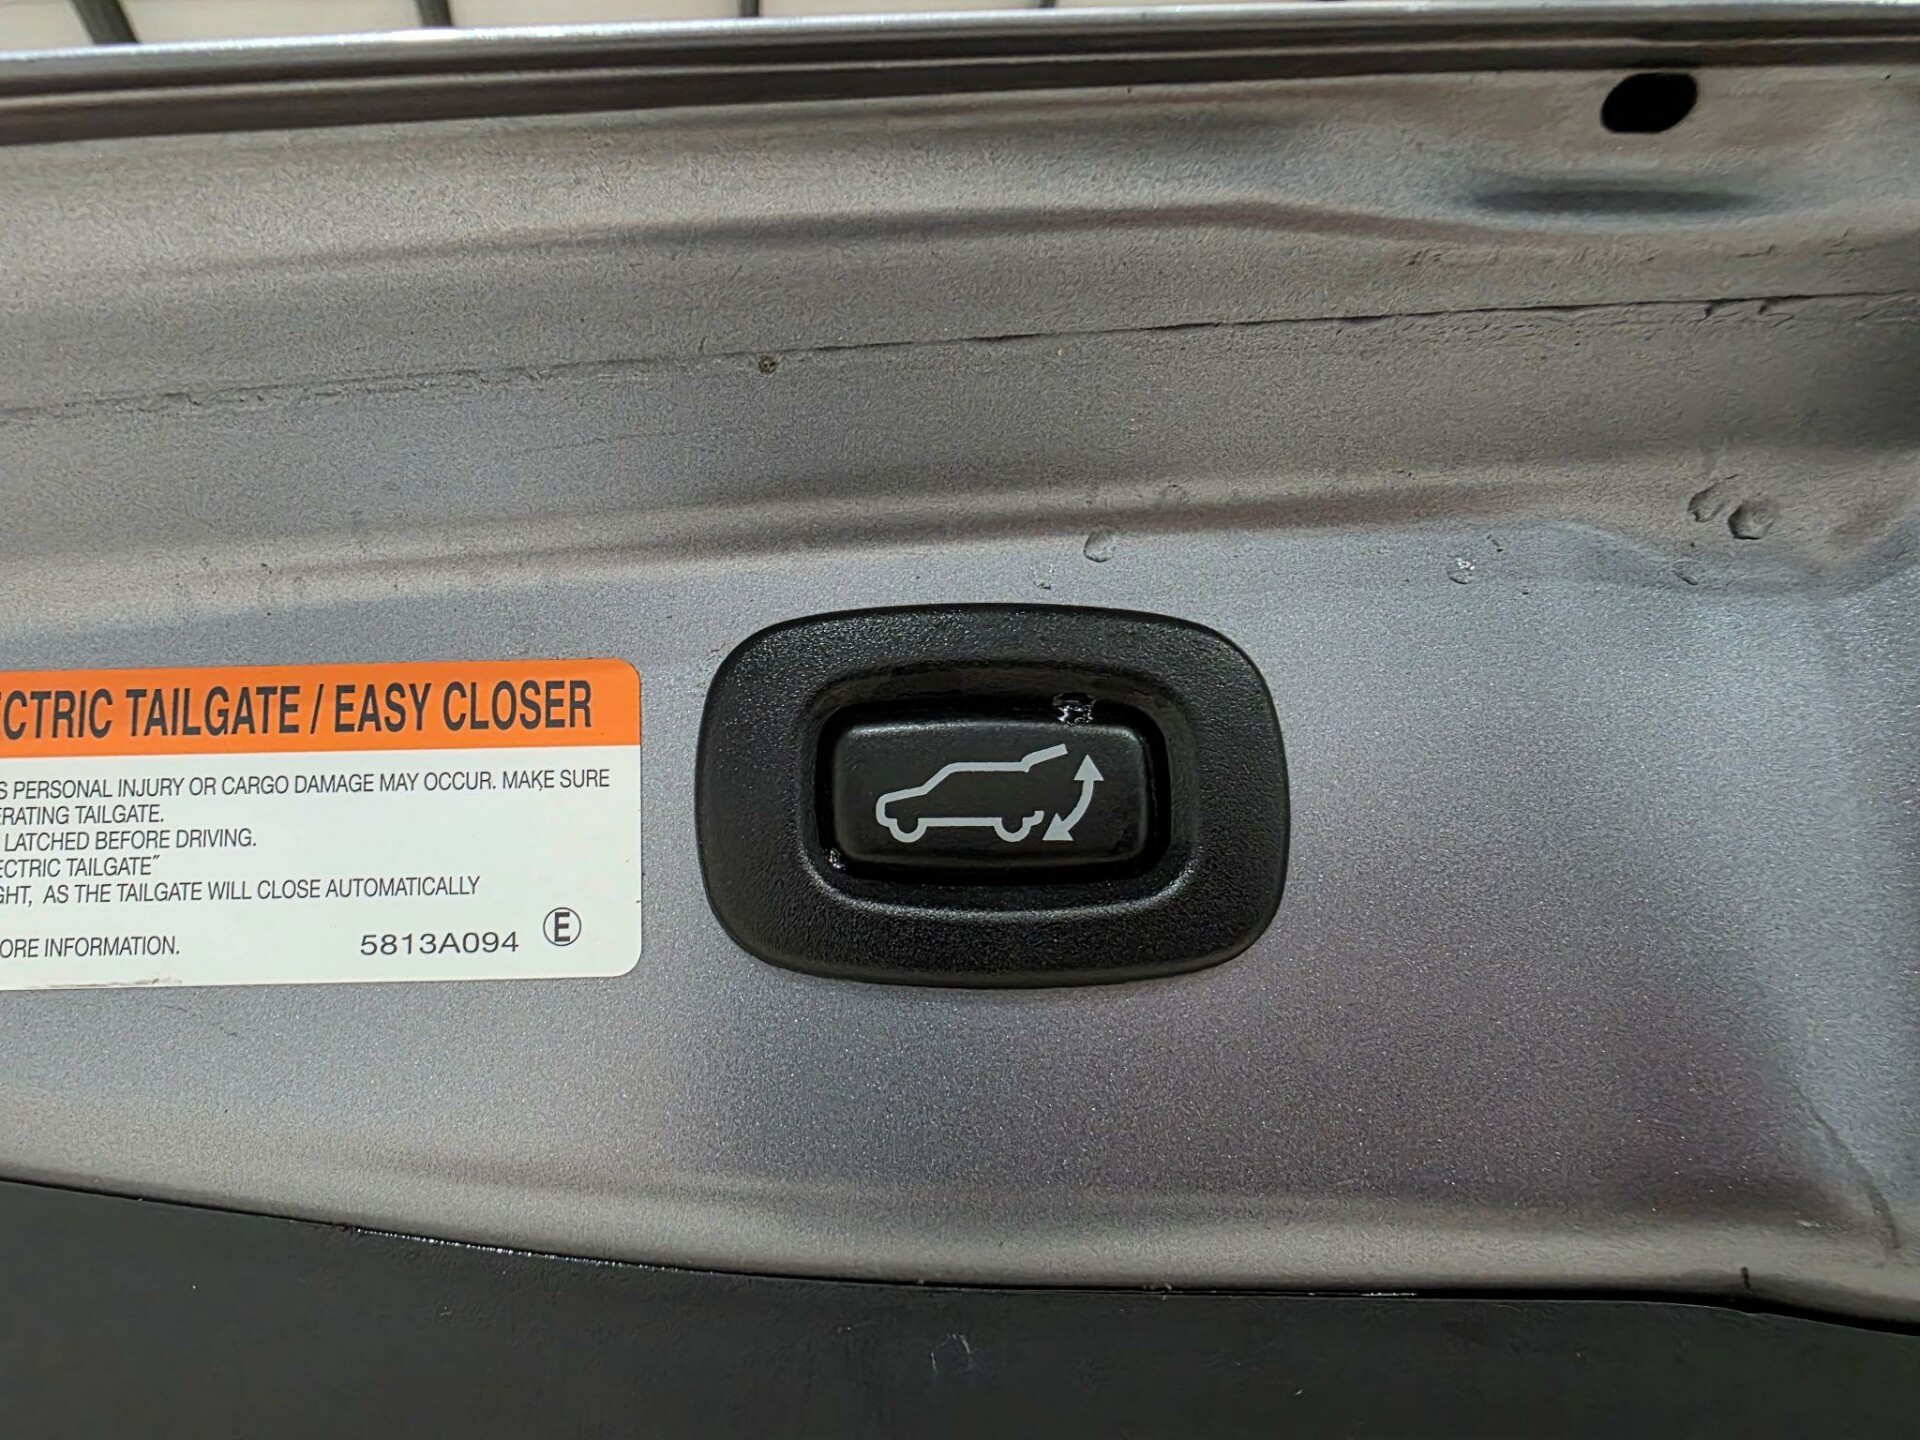 CTRIC TAILGATE / EASY CLOSER
S PERSONAL INJURY OR CARGO DAMAGE MAY OCCUR. MAKE SURE
ERATING TAILGATE.
LATCHED BEFORE DRIVING.
ECTRIC TAILGATE"
GHT, AS THE TAILGATE WILL CLOSE AUTOMATICALLY
ORE INFORMATION. 5813A094 E